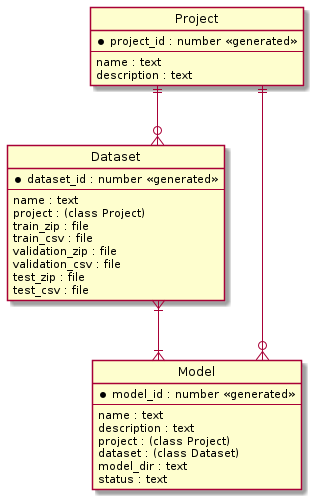 Project
project_id : number «generated»
name : text
description : text
Dataset
dataset_id : number «generated»
name : text
project : (class Project)
train_zip : file
train_csv : file
validation_zip : file
validation_csv : file
test_zip : file
test_csv : file
Model
model_id : number «generated»
name : text
description : text
project : (class Project)
dataset : (class Dataset)
model_dir : text
status : text